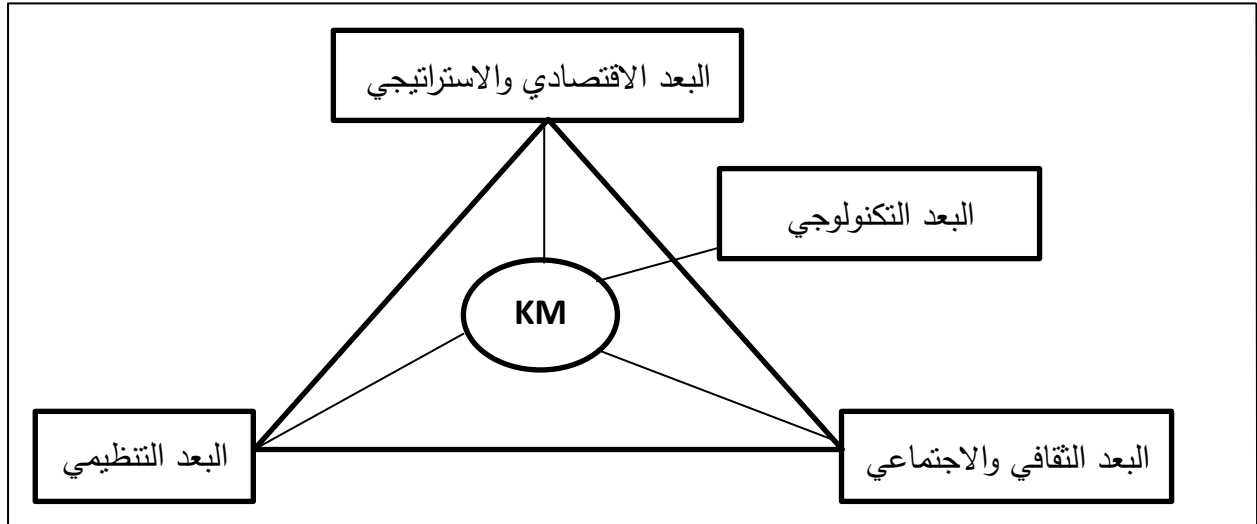 البعد الاقتصادي والاستراتيجي
البعد التكنولوجي
KM
البعد التنظيمي
البعد الثقافي والاجتماعي